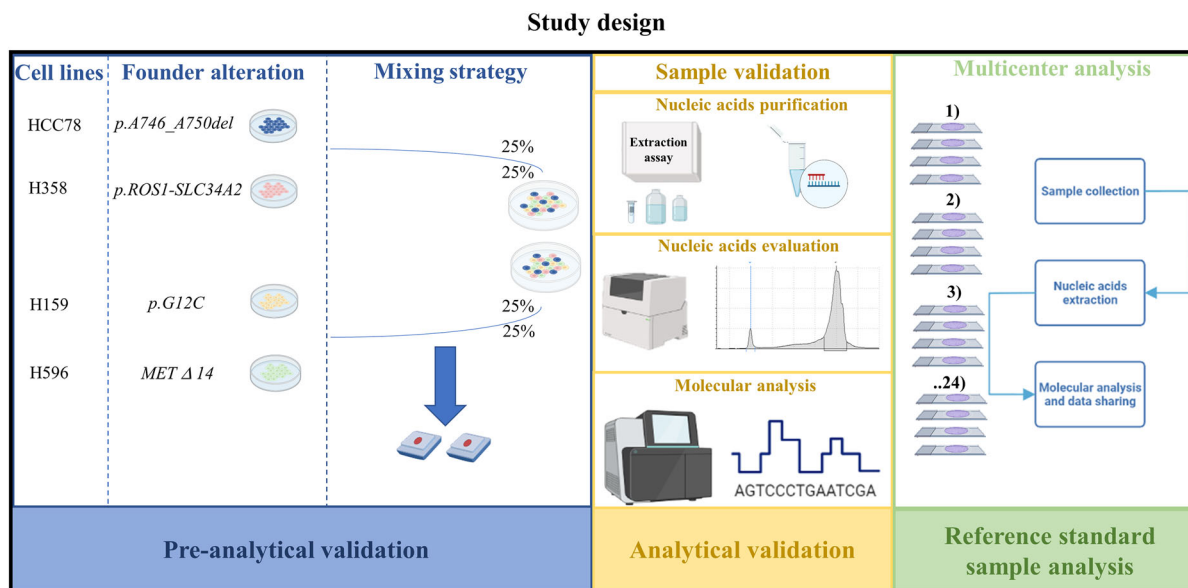 Study design
Cell lines
Founder alteration
Mixing strategy
HCC78
p.A746_A750del
H358
p.ROS1-SLC34A2
H159
p.G12C
H596
MET Δ 14
25%
25%
25%
25%
Pre-analytical validation
Sample validation
Nucleic acids purification
Extraction
assay
Nucleic acids evaluation
Molecular analysis
AGTCCCTGAATCGA
Analytical validation
Multicenter analysis
1)
2)
3)
..24)
Sample collection
Nucleic acids
extraction
Molecular analysis
and data sharing
Reference standard
sample analysis